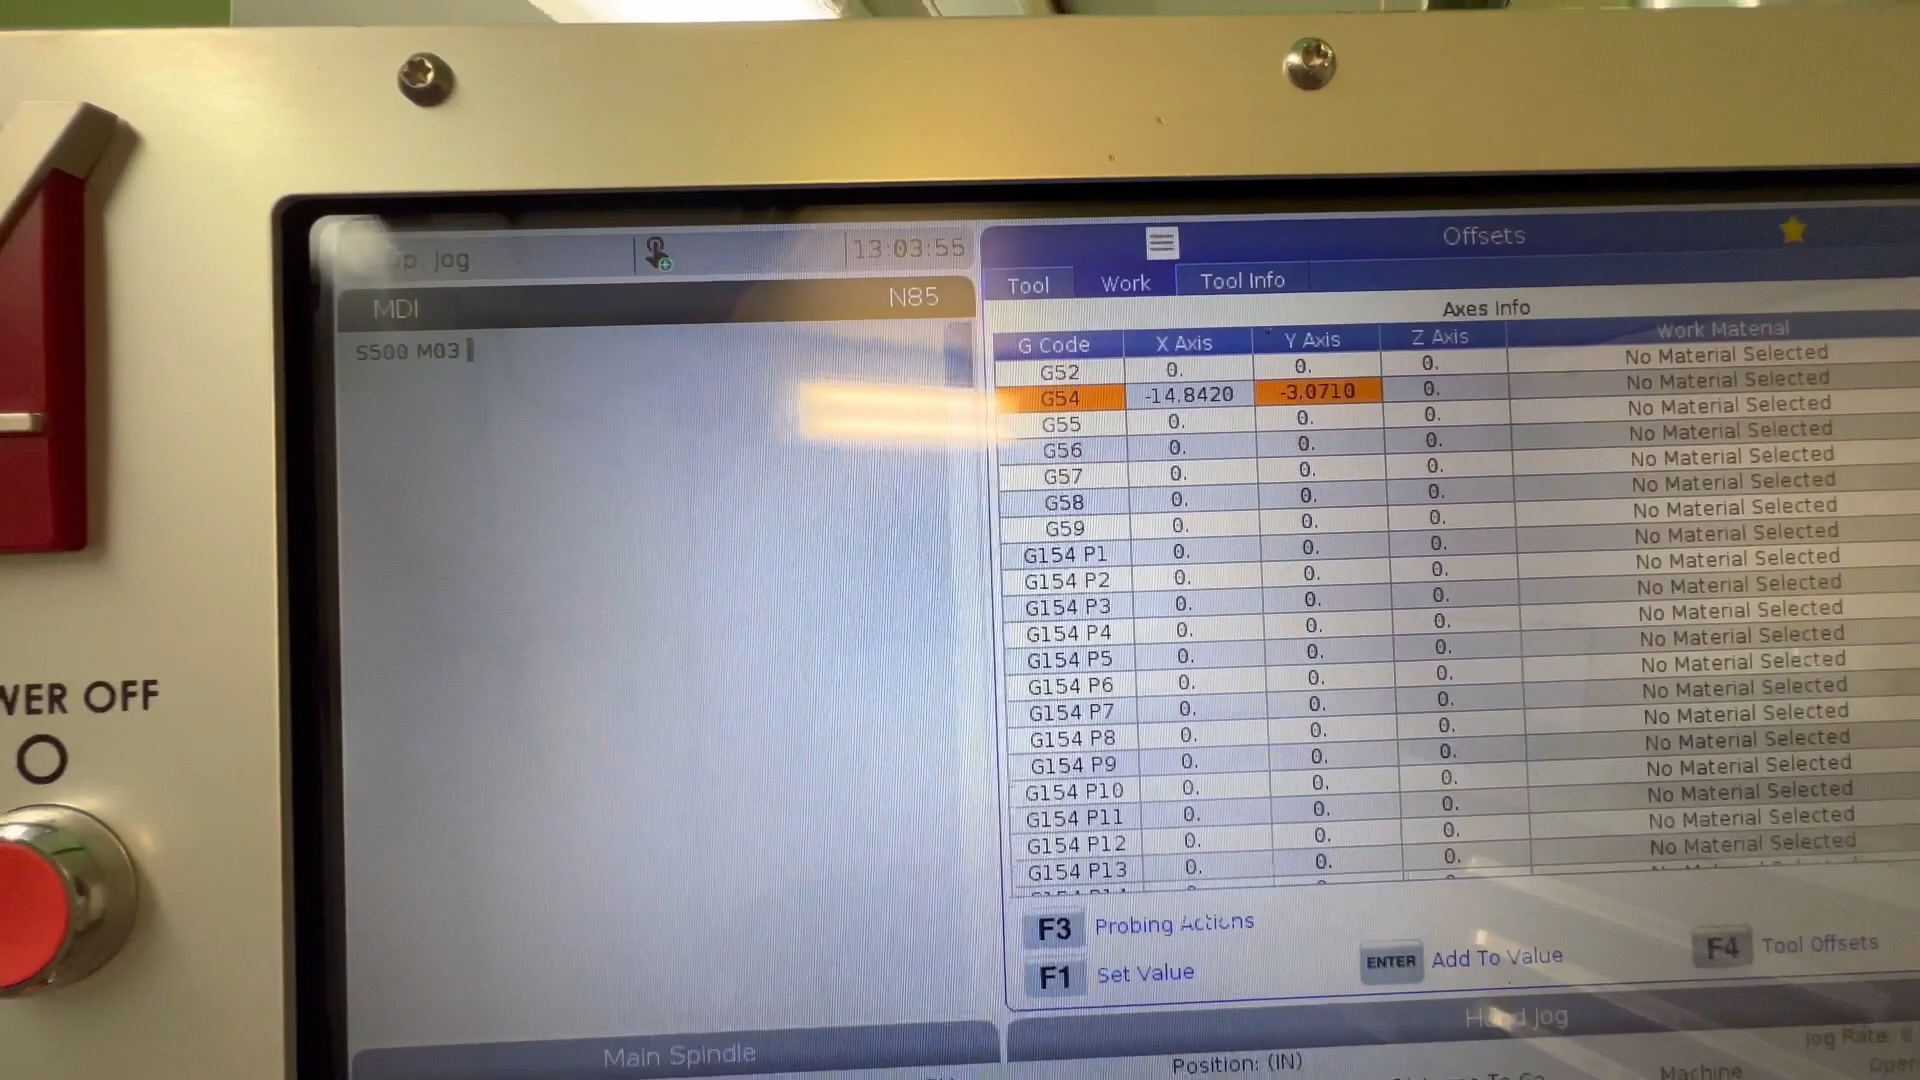 Jog 13:03:55
MDI N85
S500 M03
Offsets
Tool Work Tool Info
Axes Info
G Code X Axis Y Axis Z Axis Work Material
G52 0. 0. 0. No Material Selected
G54 -14.8420 -3.0710 0. No Material Selected
G55 0. 0. 0. No Material Selected
G56 0. 0. 0. No Material Selected
G57 0. 0. 0. No Material Selected
G58 0. 0. 0. No Material Selected
G59 0. 0. 0. No Material Selected
G154 P1 0. 0. 0. No Material Selected
G154 P2 0. 0. 0. No Material Selected
G154 P3 0. 0. 0. No Material Selected
G154 P4 0. 0. 0. No Material Selected
G154 P5 0. 0. 0. No Material Selected
G154 P6 0. 0. 0. No Material Selected
G154 P7 0. 0. 0. No Material Selected
G154 P8 0. 0. 0. No Material Selected
G154 P9 0. 0. 0. No Material Selected
G154 P10 0. 0. 0. No Material Selected
G154 P11 0. 0. 0. No Material Selected
G154 P12 0. 0. 0. No Material Selected
G154 P13 0. 0. 0.
F3 Probing Actions
F1 Set Value ENTER Add To Value F4 Tool Offsets
Hand Jog
Main Spindle
Position: (IN)
Jog Rate:
Machine
WER OFF